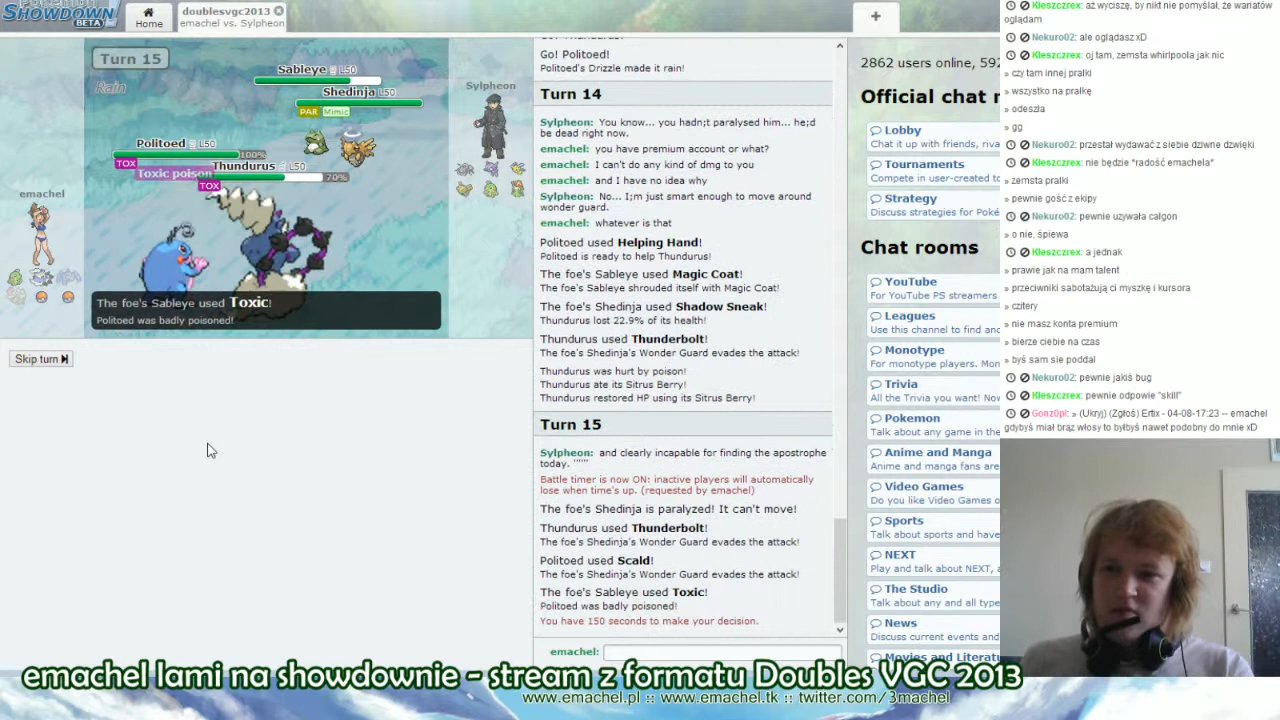 SHOWDOWN
BETA
Home
doublesvgc2013
emachel vs. Sylpheon
+
Turn 15
Rain
Sableye L50
Shedinja L50
PAR Mimic
Politoed L50
100%
TOX
Toxic poison
Thundurus L50
70%
TOX
emachel
Sylpheon
The foe's Sableye used Toxic!
Politoed was badly poisoned!
Skip turn
Go! Politoed!
Politoed's Drizzle made it rain!
Turn 14
Sylpheon: You know... you hadn;t paralysed him... he;d
be dead right now.
emachel: you have premium account or what?
emachel: I can't do any kind of dmg to you
emachel: and I have no idea why
Sylpheon: No... I;m just smart enough to move around
wonder guard.
emachel: whatever is that
Politoed used Helping Hand!
Politoed is ready to help Thundurus!
The foe's Sableye used Magic Coat!
The foe's Sableye shrouded itself with Magic Coat!
The foe's Shedinja used Shadow Sneak!
Thundurus lost 22.9% of its health!
Thundurus used Thunderbolt!
The foe's Shedinja's Wonder Guard evades the attack!
Thundurus was hurt by poison!
Thundurus ate its Sitrus Berry!
Thundurus restored HP using its Sitrus Berry!
Turn 15
Sylpheon: and clearly incapable for finding the apostrophe
today. '''''''
Battle timer is now ON: inactive players will automatically
lose when time's up. (requested by emachel)
The foe's Shedinja is paralyzed! It can't move!
Thundurus used Thunderbolt!
The foe's Shedinja's Wonder Guard evades the attack!
Politoed used Scald!
The foe's Shedinja's Wonder Guard evades the attack!
The foe's Sableye used Toxic!
Politoed was badly poisoned!
You have 150 seconds to make your decision.
emachel:
2862 users online, 592
Official chat r
Lobby
Chat it up with friends, riva
Tournaments
Compete in user-created to
Strategy
Discuss strategies for Poké
Chat rooms
YouTube
For YouTube PS streamers
Leagues
Use this channel to find and
Monotype
For monotype players. Mon
Trivia
All the Trivia you want! Now
Pokemon
Talk about any game in the
Anime and Manga
Anime and manga fans are
Video Games
Do you like Video Games o
Sports
Talk about sports and have
NEXT
Play and talk about NEXT, a
The Studio
Talk about any and all type
News
Discuss current events and
Movies and Literatu
Kleszczrex: aż wyciszę, by nikt nie pomyślał, że wariatów
oglądam
Nekuro02: ale oglądasz xD
Kleszczrex: oj tam, zemsta whirlpoola jak nic
» czy tam innej pralki
» wszystko na pralkę
» odeszła
» gg
Nekuro02: przestał wydawać z siebie dziwne dzwięki
Kleszczrex: nie będzie *radość emachela*
» zemsta pralki
» pewnie gość z ekipy
Nekuro02: pewnie uzywała calgon
» o nie, śpiewa
Kleszczrex: a jednak
» prawie jak na mam talent
» przeciwniki sabotażują ci myszkę i kursora
» czitery
» nie masz konta premium
» bierze ciebie na czas
» byś sam sie poddal
Nekuro02: pewnie jakiś bug
Kleszczrex: pewnie odpowie "skill"
Gonz0pl: » (Ukryj) (Zgłoś) Ertix - 04-08-17:23 -- emachel
gdybyś miał brąz włosy to byłbyś nawet podobny do mnie xD
emachel lami na showdownie - stream z formatu Doubles VGC 2013
www.emachel.pl :: www.emachel.tk :: twitter.com/3machel